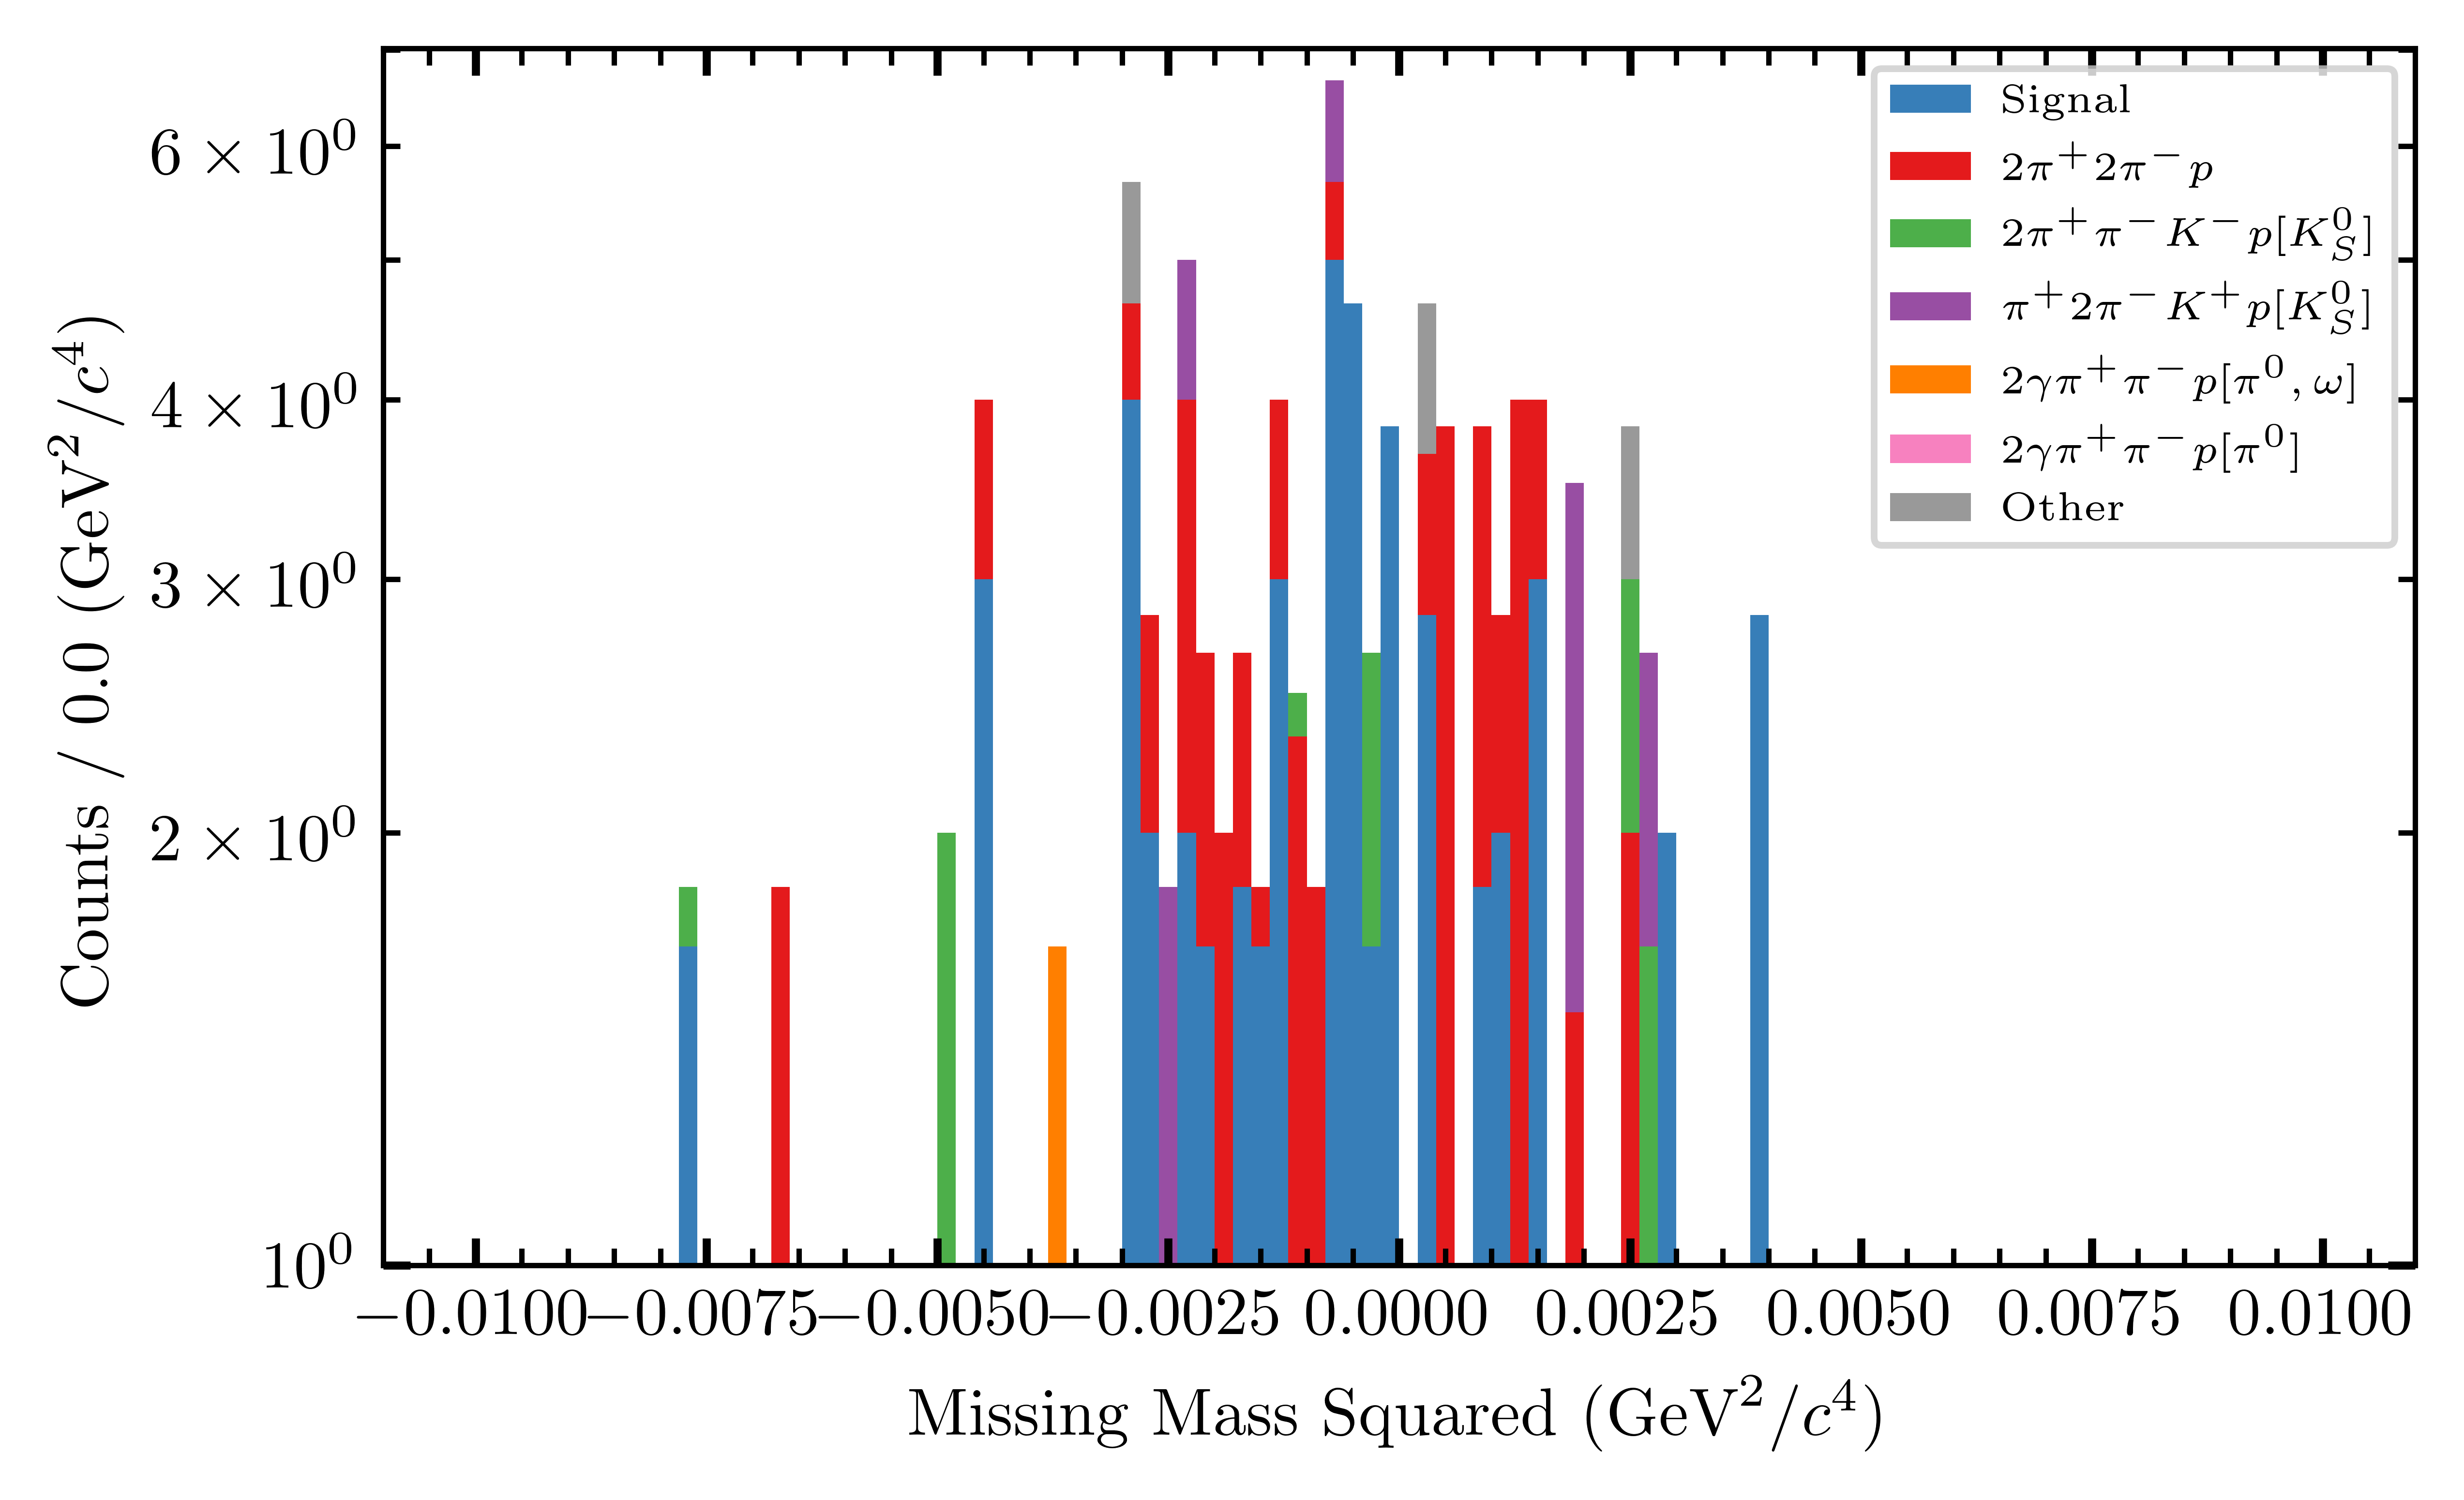 Counts / 0.0 (GeV²/c⁴)
6 × 10⁰
4 × 10⁰
3 × 10⁰
2 × 10⁰
10⁰
Signal
2π⁺2π⁻p
2π⁺π⁻K⁻p[K⁰_S]
π⁺2π⁻K⁺p[K⁰_S]
2γπ⁺π⁻p[π⁰, ω]
2γπ⁺π⁻p[π⁰]
Other
−0.0100 −0.0075 −0.0050 −0.0025 0.0000 0.0025 0.0050 0.0075 0.0100
Missing Mass Squared (GeV²/c⁴)